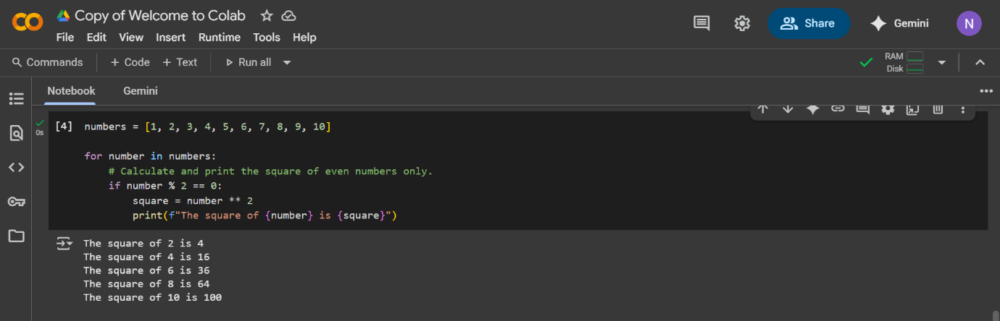 Copy of Welcome to Colab
File Edit View Insert Runtime Tools Help
Share
Gemini
N
Commands + Code + Text Run all
RAM
Disk
Notebook Gemini
0s
[4] numbers = [1, 2, 3, 4, 5, 6, 7, 8, 9, 10]
for number in numbers:
    # Calculate and print the square of even numbers only.
    if number % 2 == 0:
        square = number ** 2
        print(f"The square of {number} is {square}")
The square of 2 is 4
The square of 4 is 16
The square of 6 is 36
The square of 8 is 64
The square of 10 is 100